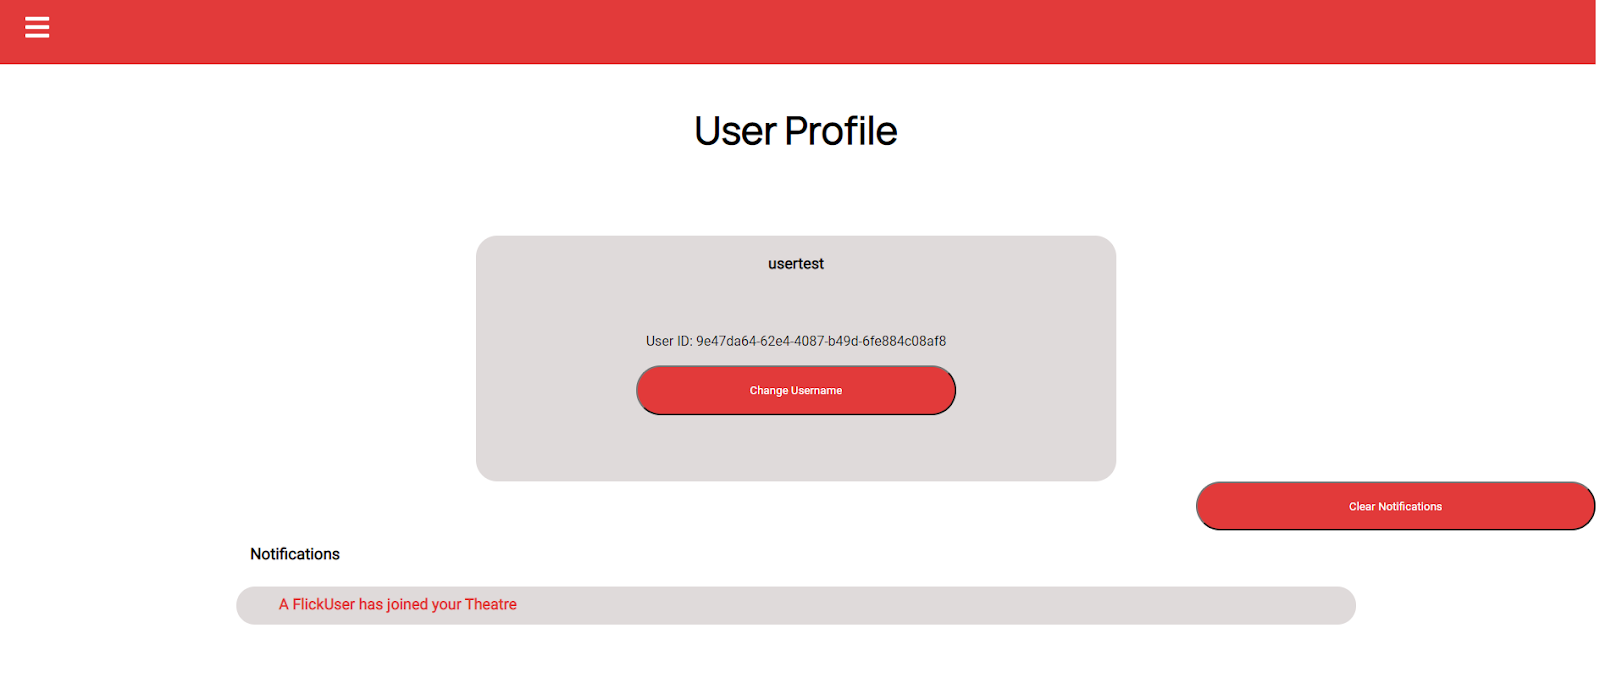 User Profile
usertest
User ID: 9e47da64-62e4-4087-b49d-6fe884c08af8
Change Username
Clear Notifications
Notifications
A FlickUser has joined your Theatre